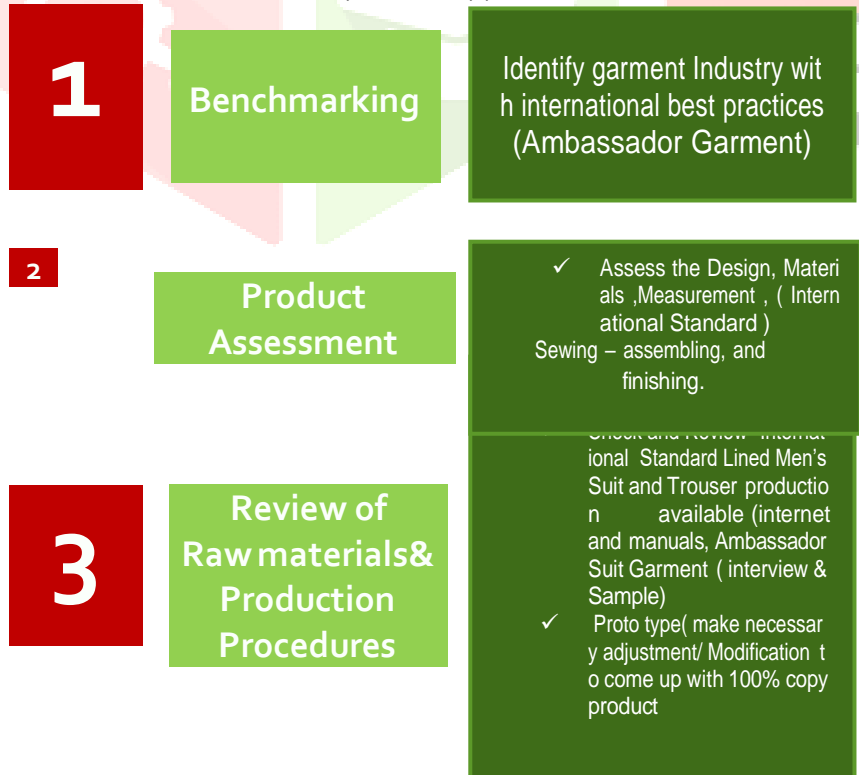 1
Benchmarking
Identify garment Industry wit
h international best practices
(Ambassador Garment)
2
Product
Assessment
✓ Assess the Design, Materi
als ,Measurement , ( Intern
ational Standard )
Sewing – assembling, and
finishing.
3
Review of
Raw materials&
Production
Procedures
ional Standard Lined Men's
Suit and Trouser productio
n available (internet
and manuals, Ambassador
Suit Garment ( interview &
Sample)
✓ Proto type( make necessar
y adjustment/ Modification t
o come up with 100% copy
product